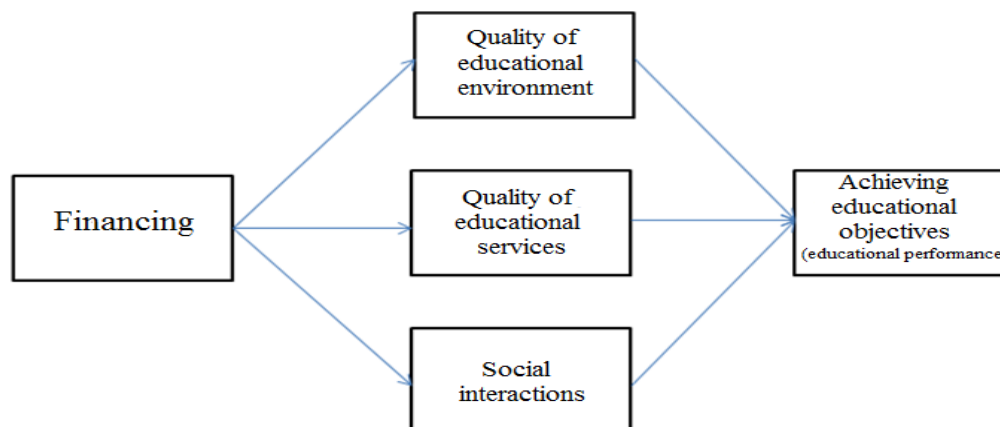 Quality of
educational
environment
Financing
Quality of
educational
services
Achieving
educational
objectives
(educational performance
Social
interactions